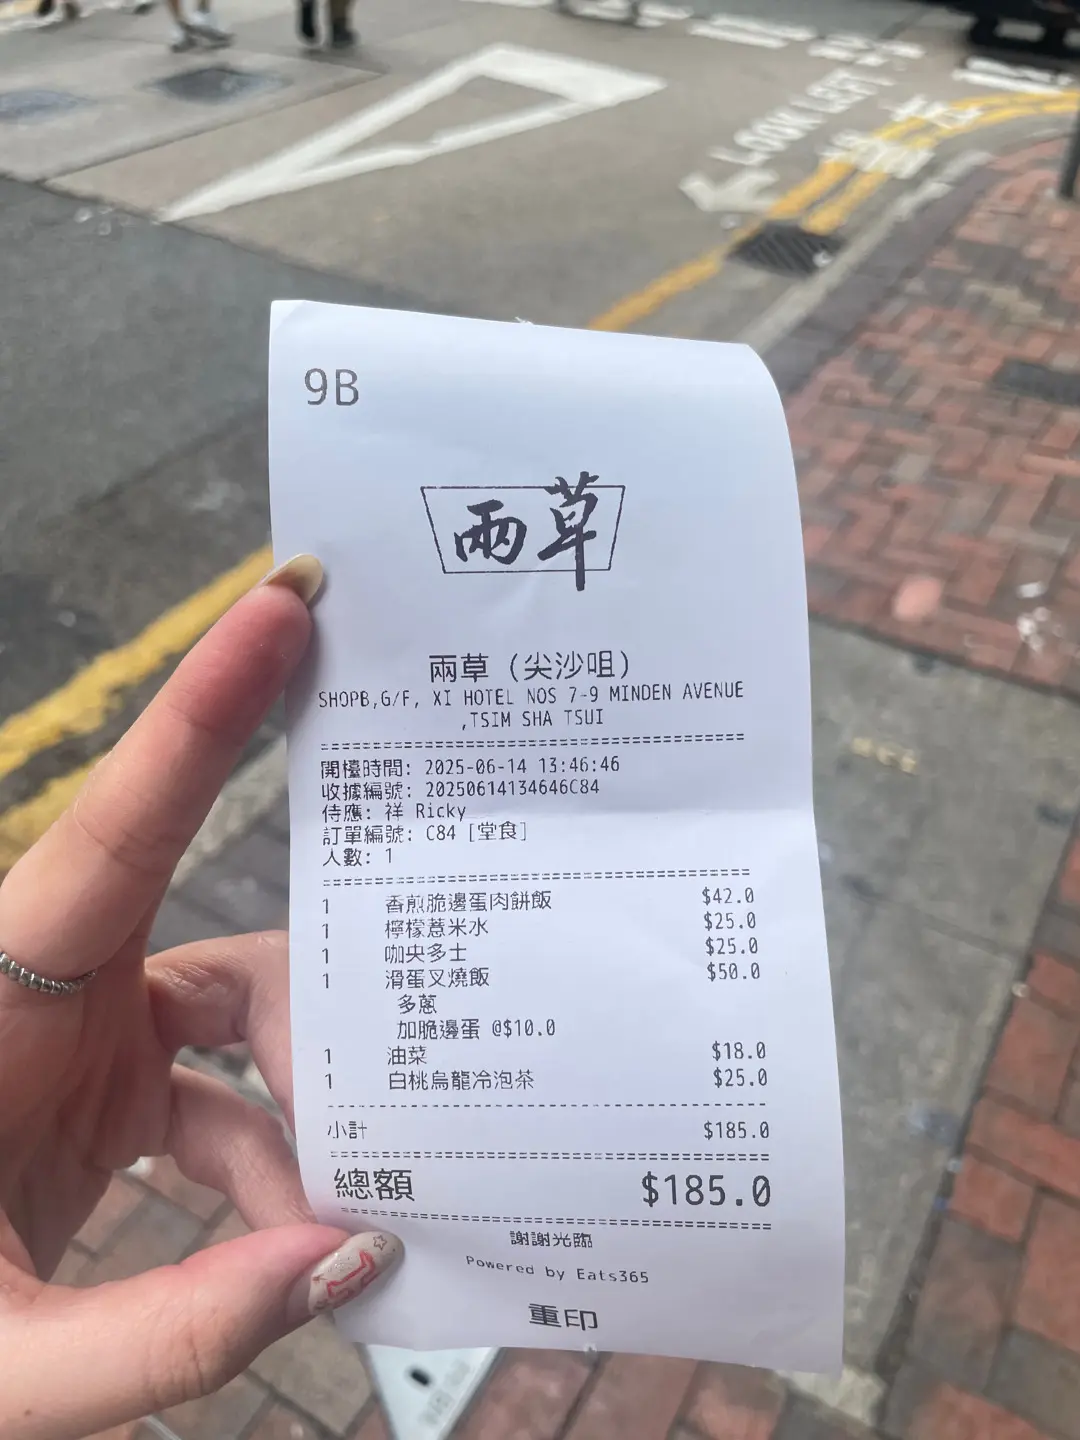 LOOK LEFT
望左
9B
兩草
兩草 (尖沙咀)
SHOPB,G/F, XI HOTEL NOS 7-9 MINDEN AVENUE
,TSIM SHA TSUI
開檯時間: 2025-06-14 13:46:46
收據編號: 20250614134646C84
侍應: 祥 Ricky
訂單編號: C84 [堂食]
人數: 1
1 香煎脆邊蛋肉餅飯 $42.0
1 檸檬薏米水 $25.0
1 咖央多士 $25.0
1 滑蛋叉燒飯 $50.0
多蔥
加脆邊蛋 @$10.0
1 油菜 $18.0
1 白桃烏龍冷泡茶 $25.0
小計 $185.0
總額 $185.0
謝謝光臨
Powered by Eats365
重印